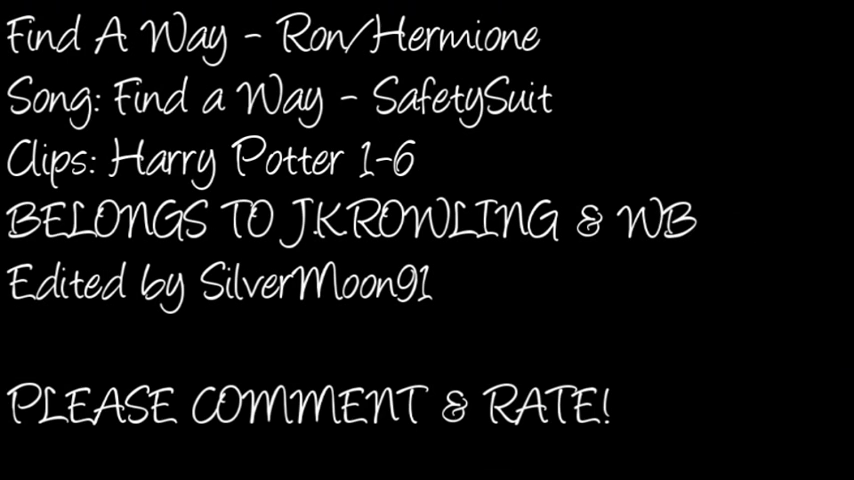 Find A Way - Ron/Hermione
Song: Find a Way - SafetySuit
Clips: Harry Potter 1-6
BELONGS TO J.K.ROWLING & WB
Edited by SilverMoon91
PLEASE COMMENT & RATE!